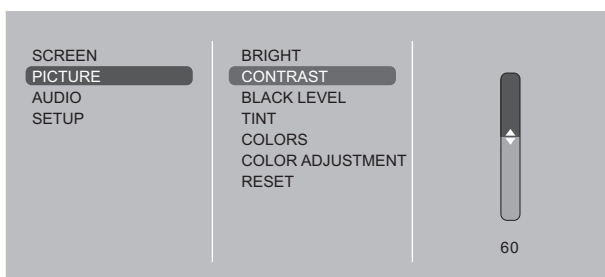 SCREEN
PICTURE
AUDIO
SETUP
BRIGHT
CONTRAST
BLACK LEVEL
TINT
COLORS
COLOR ADJUSTMENT
RESET
60